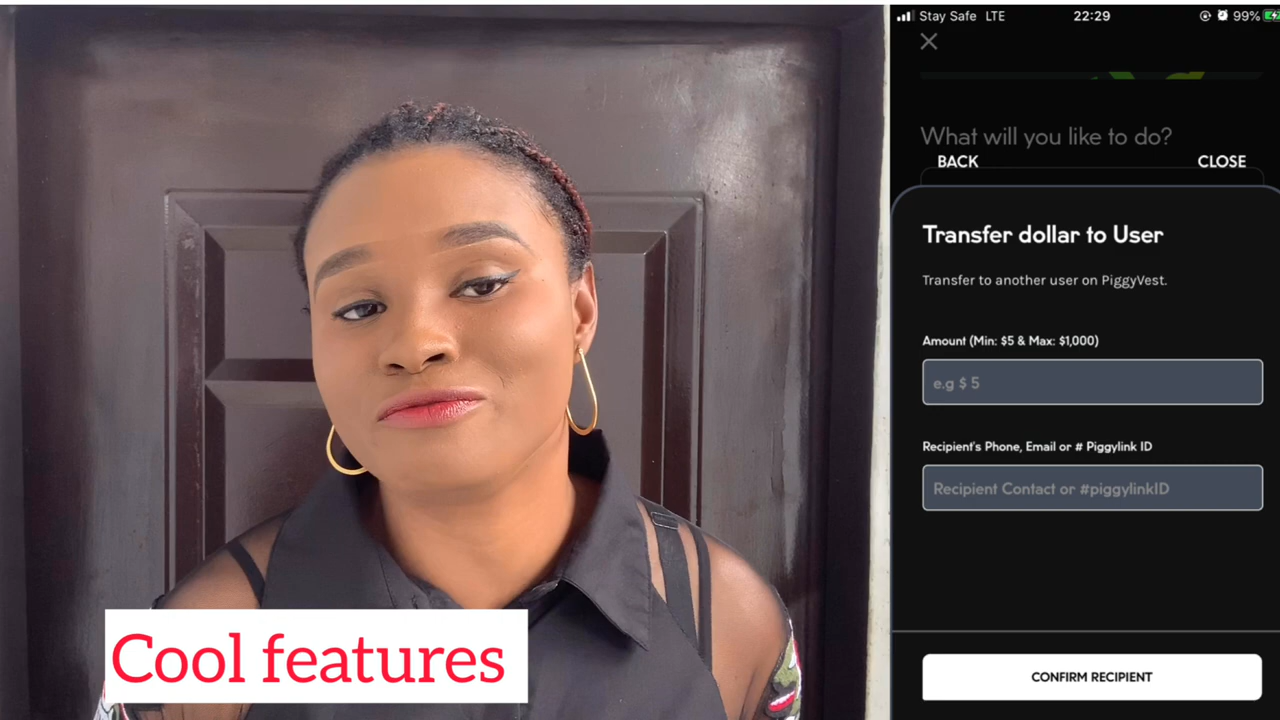 Cool features
Stay Safe LTE 22:29 99%
What will you like to do?
BACK CLOSE
Transfer dollar to User
Transfer to another user on PiggyVest.
Amount (Min: $5 & Max: $1,000)
e.g $ 5
Recipient's Phone, Email or # Piggylink ID
Recipient Contact or #piggylinkID
CONFIRM RECIPIENT